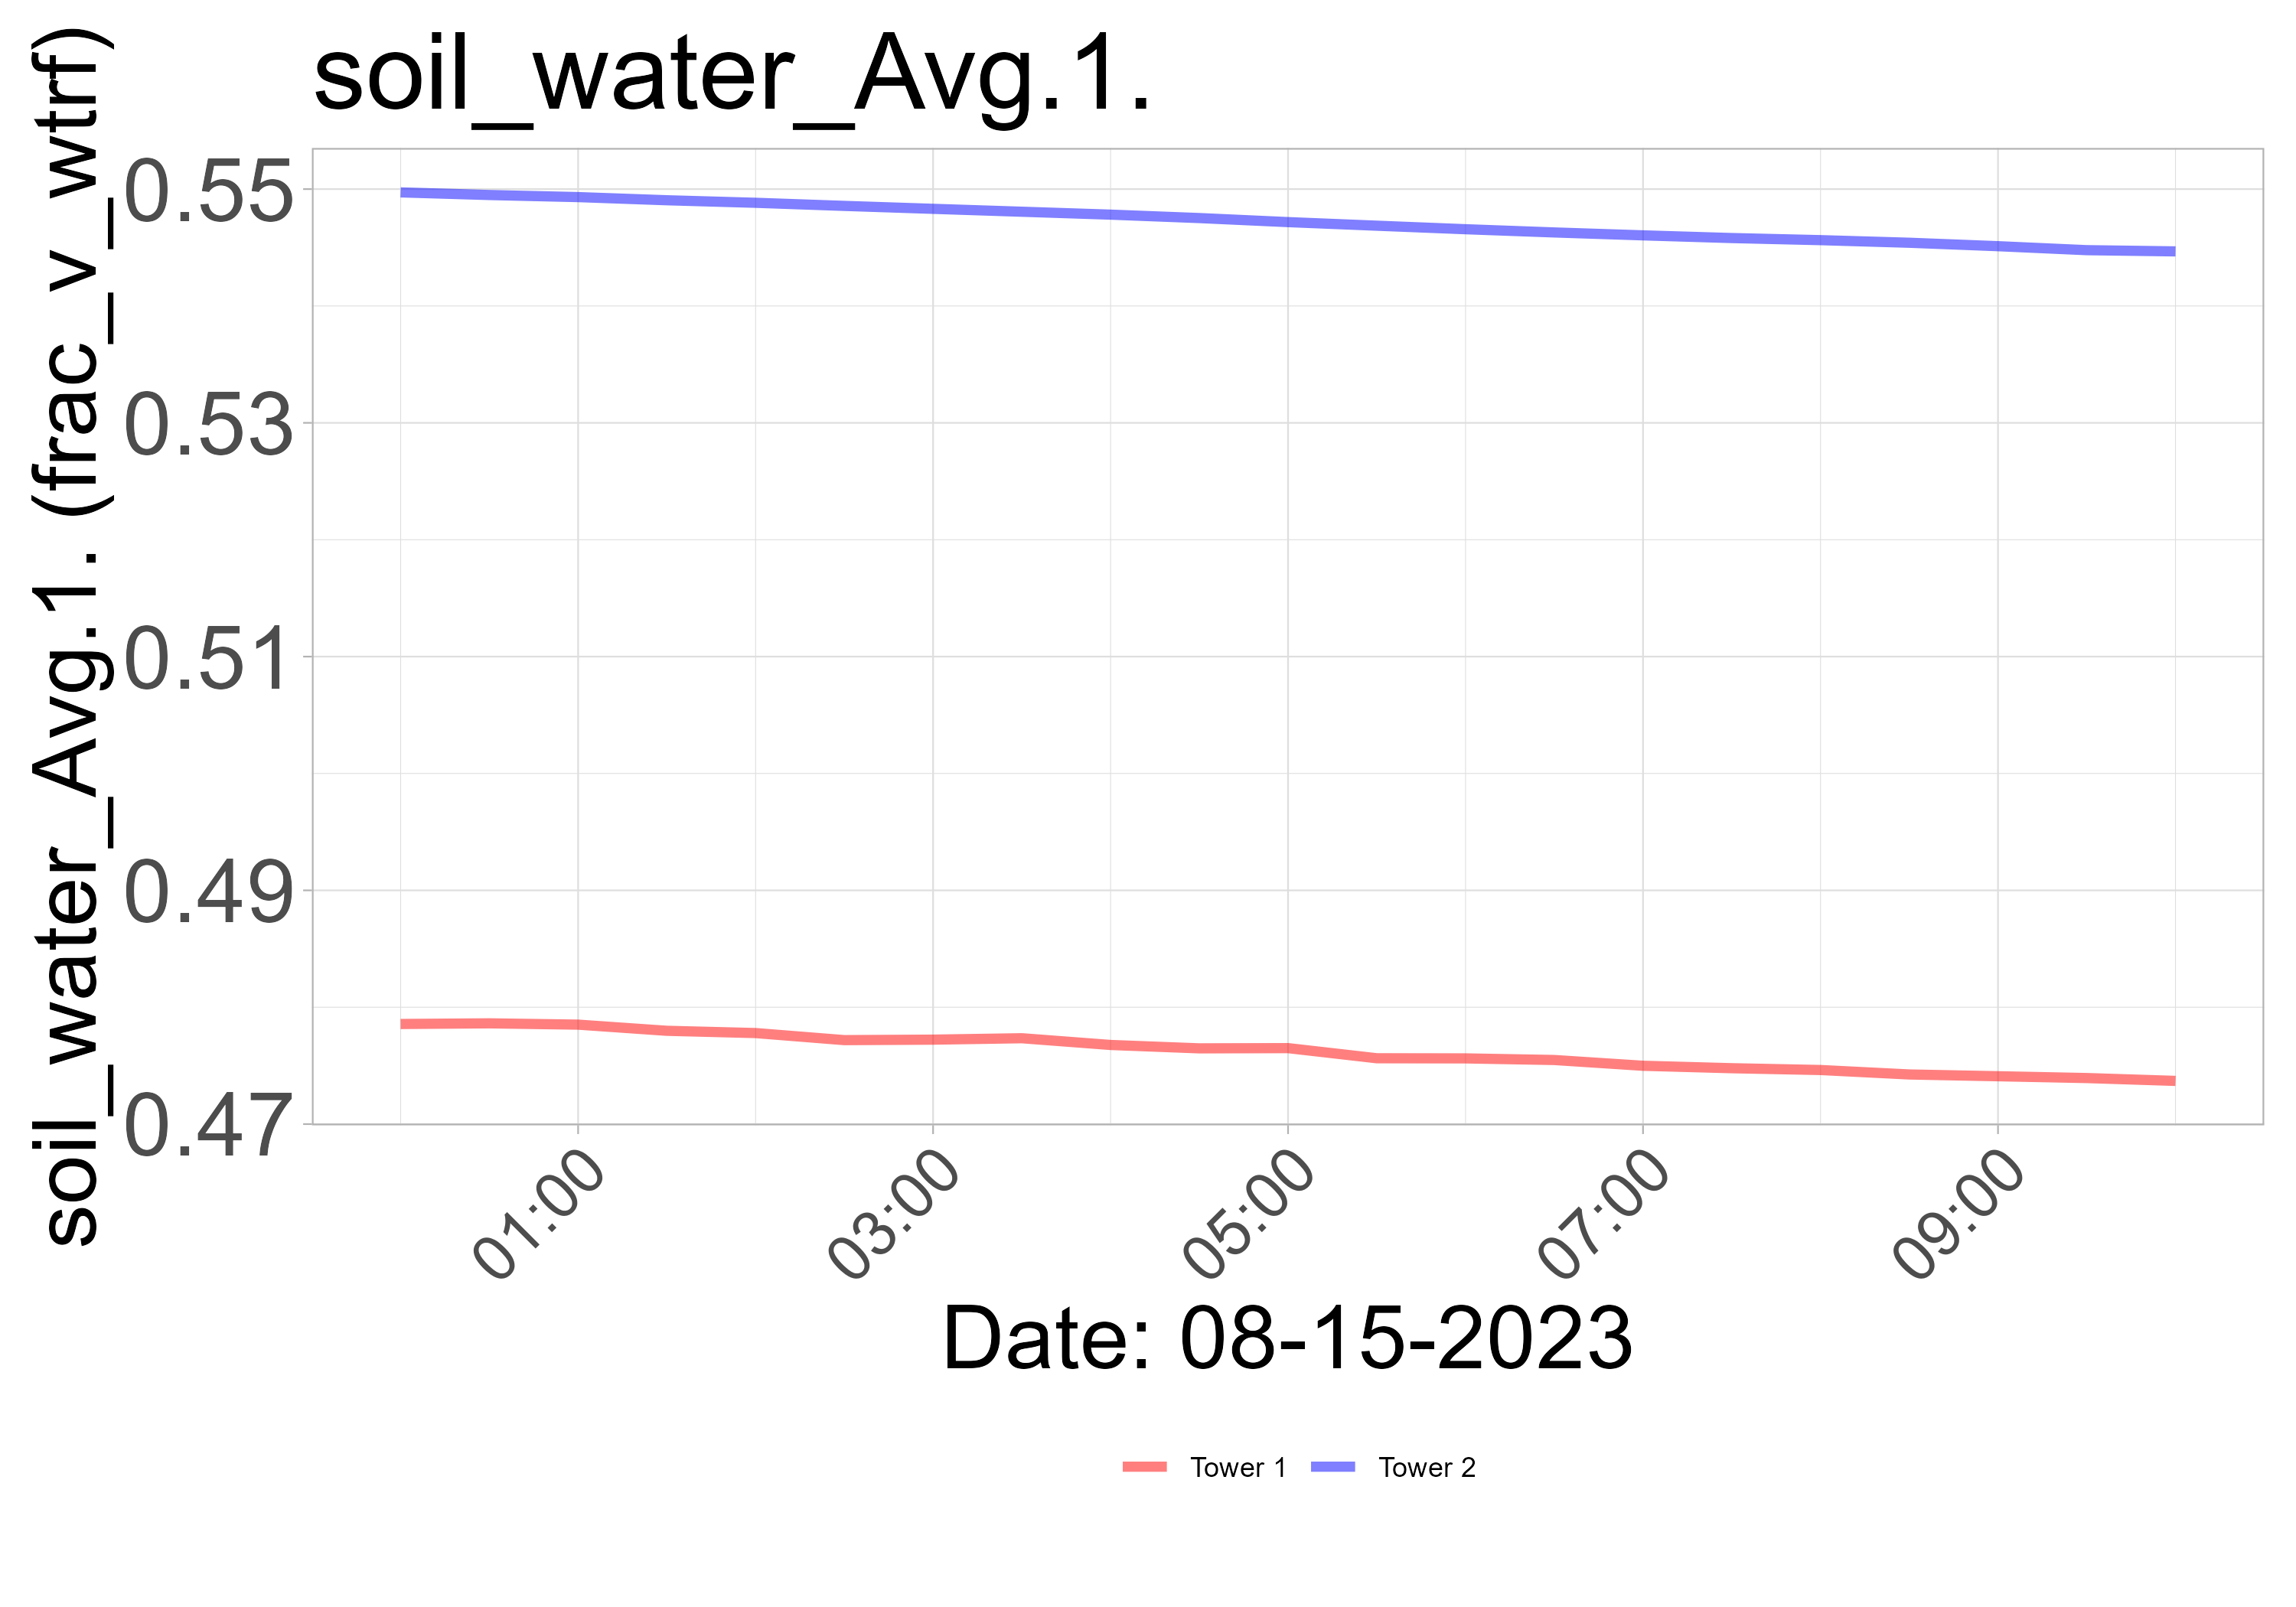 soil_water_Avg.1.
soil_water_Avg.1. (frac_v_wtrf)
0.55
0.53
0.51
0.49
0.47
01:00
03:00
05:00
07:00
09:00
Date: 08-15-2023
Tower 1
Tower 2